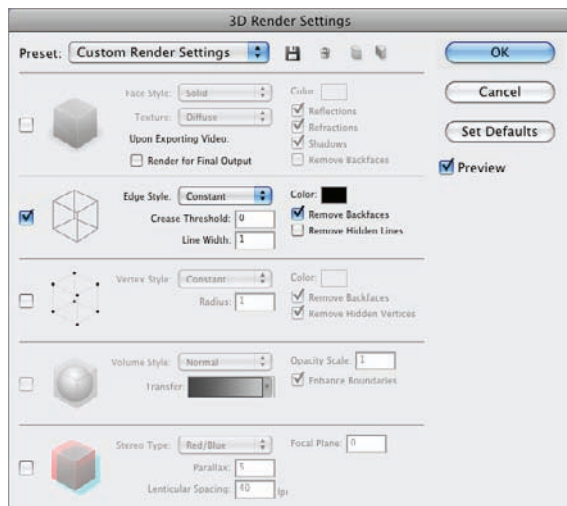 3D Render Settings
Preset: Custom Render Settings
OK
Cancel
Set Defaults
Preview
Face Style: Solid
Color:
Texture: Diffuse
Reflections
Refractions
Upon Exporting Video:
Shadows
Render for Final Output
Remove Backfaces
Edge Style: Constant
Color:
Crease Threshold: 0
Remove Backfaces
Line Width: 1
Remove Hidden Lines
Vertex Style: Constant
Color:
Radius: 1
Remove Backfaces
Remove Hidden Vertices
Volume Style: Normal
Opacity Scale: 1
Transfer:
Enhance Boundaries
Stereo Type: Red/Blue
Focal Plane: 0
Parallax: 5
Lenticular Spacing: 40 lpi